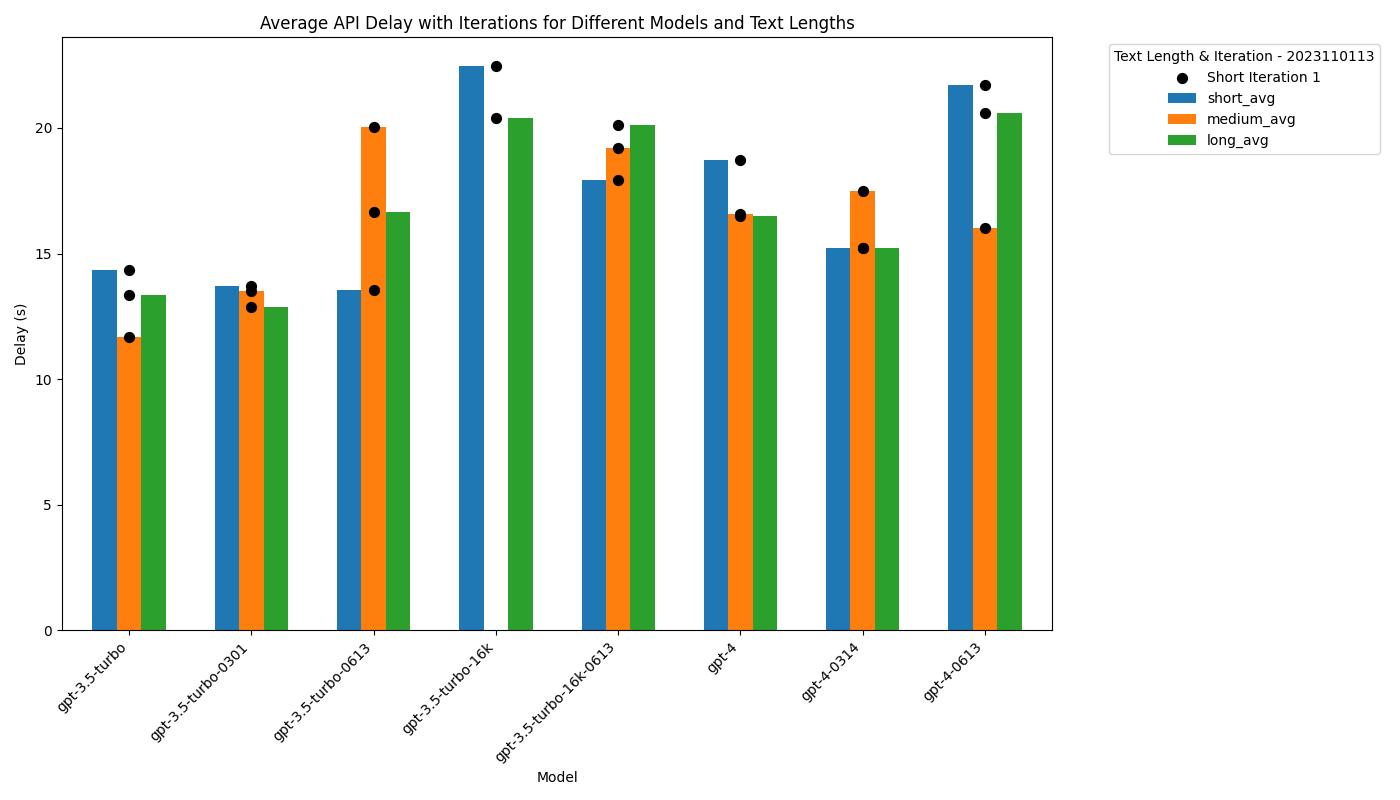 Average API Delay with Iterations for Different Models and Text Lengths
Text Length & Iteration - 2023110113
Short Iteration 1
short_avg
medium_avg
long_avg
Delay (s)
20
15
10
5
0
gpt-3.5-turbo
gpt-3.5-turbo-0301
gpt-3.5-turbo-0613
gpt-3.5-turbo-16k
gpt-3.5-turbo-16k-0613
gpt-4
gpt-4-0314
gpt-4-0613
Model